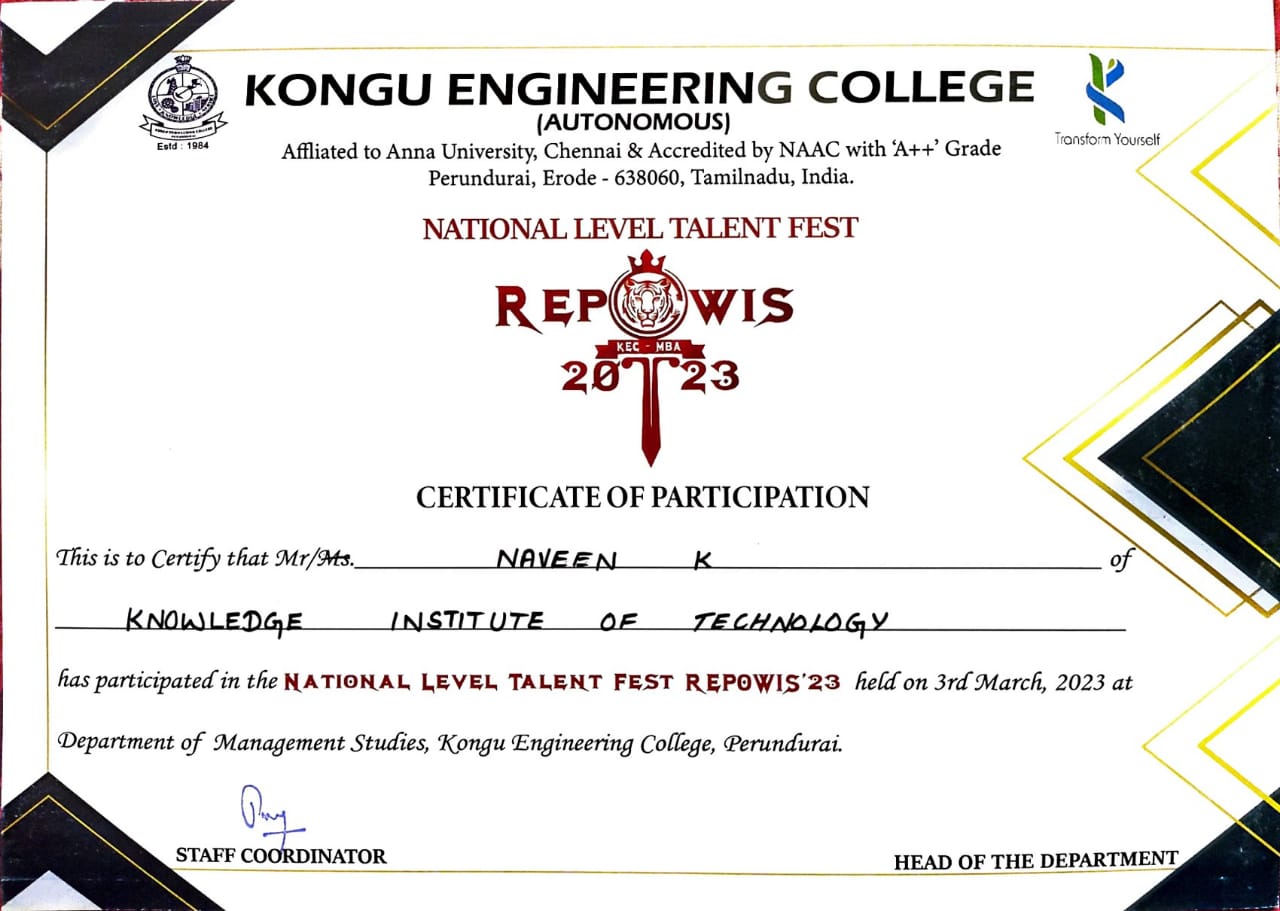 KONGU ENGINEERING COLLEGE
(AUTONOMOUS)
Estd : 1984
Transform Yourself
Affliated to Anna University, Chennai & Accredited by NAAC with ‘A++’ Grade
Perundurai, Erode - 638060, Tamilnadu, India.
NATIONAL LEVEL TALENT FEST
REPOWIS
KEC - MBA
2023
CERTIFICATE OF PARTICIPATION
This is to Certify that Mr/Ms. NAVEEN K of
KNOWLEDGE INSTITUTE OF TECHNOLOGY
has participated in the NATIONAL LEVEL TALENT FEST REPOWIS'23 held on 3rd March, 2023 at
Department of Management Studies, Kongu Engineering College, Perundurai.
STAFF COORDINATOR
HEAD OF THE DEPARTMENT